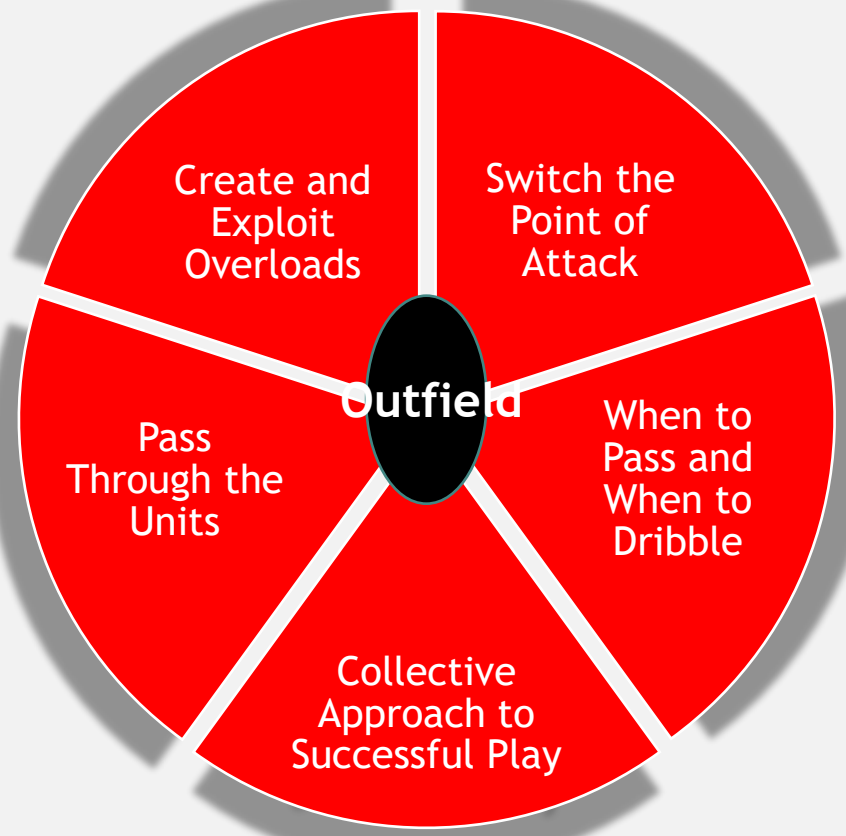 Create and
Exploit
Overloads
Switch the
Point of
Attack
Outfield
Pass
Through the
Units
When to
Pass and
When to
Dribble
Collective
Approach to
Successful Play